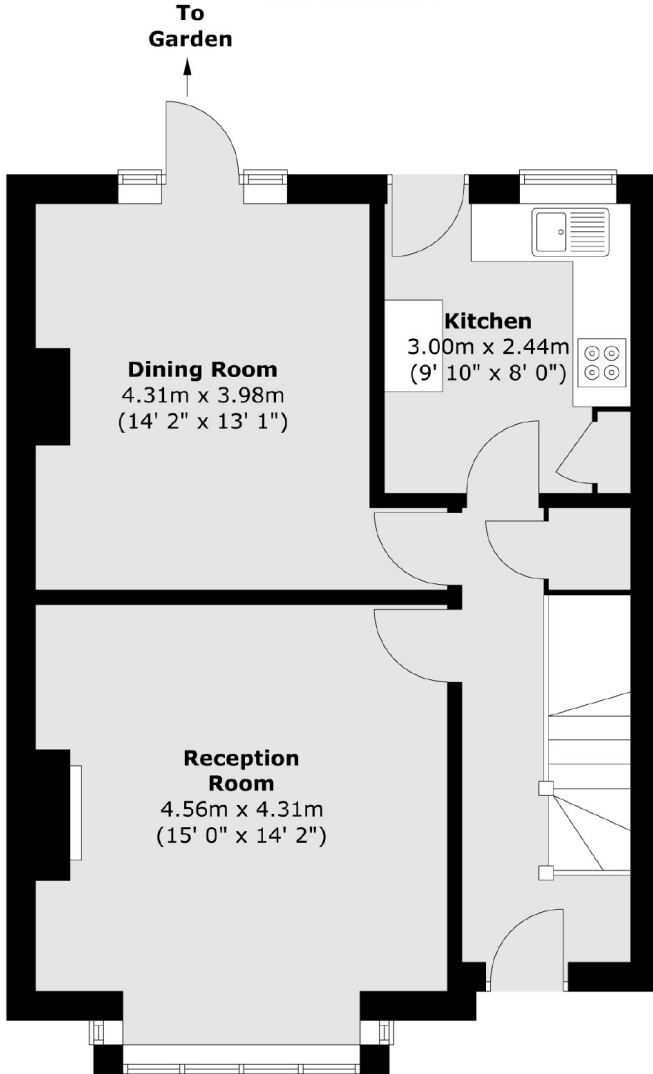 To
Garden
Kitchen
3.00m x 2.44m
(9' 10" x 8' 0")
Dining Room
4.31m x 3.98m
(14' 2" x 13' 1")
Reception
Room
4.56m x 4.31m
(15' 0" x 14' 2")